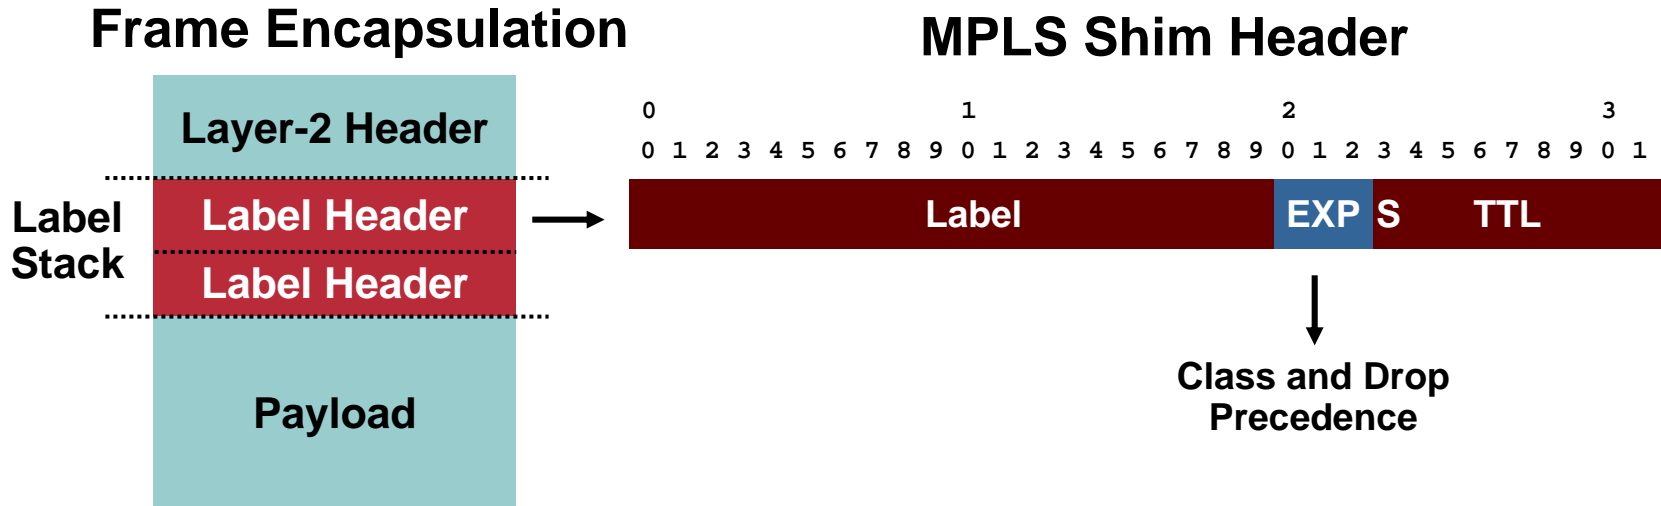 Frame Encapsulation
MPLS Shim Header
Layer-2 Header
Label
Stack
Label Header
Label Header
Payload
0 1 2 3
0 1 2 3 4 5 6 7 8 9 0 1 2 3 4 5 6 7 8 9 0 1 2 3 4 5 6 7 8 9 0 1
Label EXP S TTL
Class and Drop
Precedence